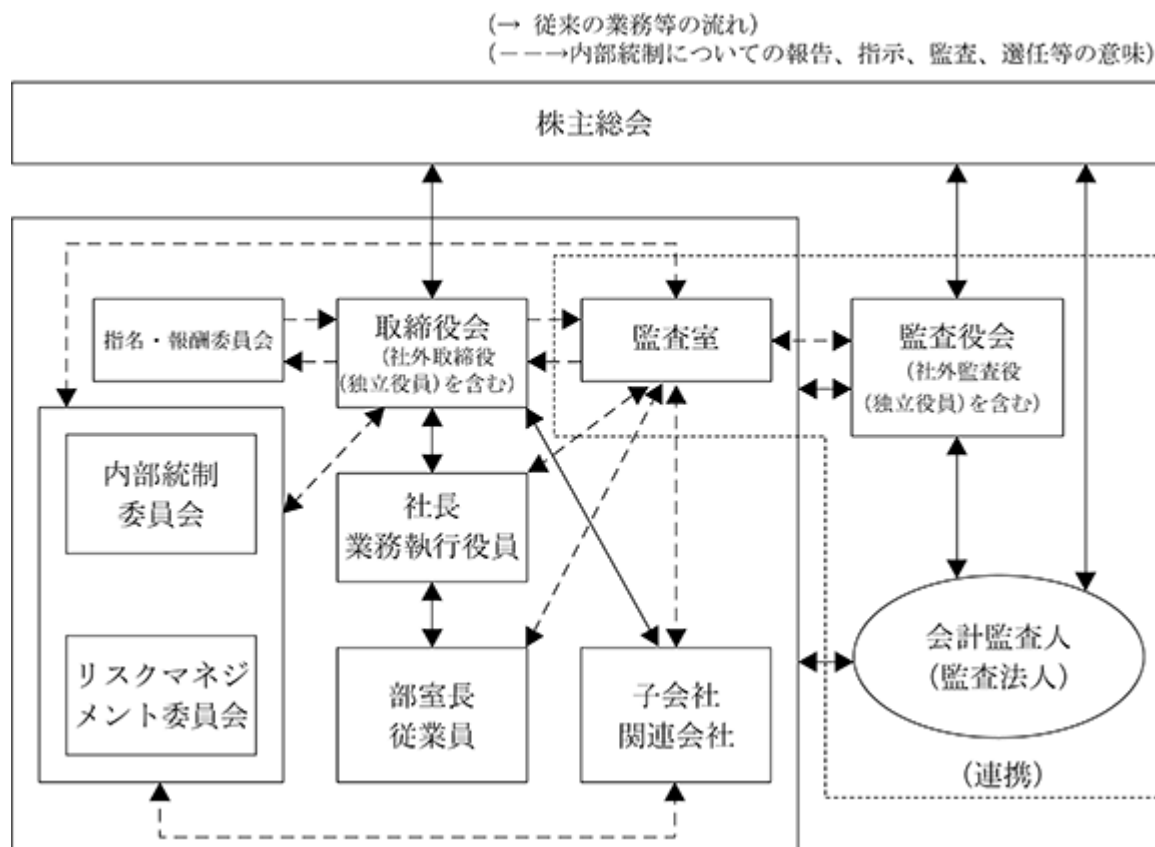 (→ 従来の業務等の流れ)
(－－→内部統制についての報告、指示、監査、選任等の意味)
株主総会
指名・報酬委員会
取締役会
(社外取締役
(独立役員)を含む)
監査室
監査役会
(社外監査役
(独立役員)を含む)
内部統制
委員会
社長
業務執行役員
リスクマネジ
メント委員会
部室長
従業員
子会社
関連会社
会計監査人
(監査法人)
(連携)